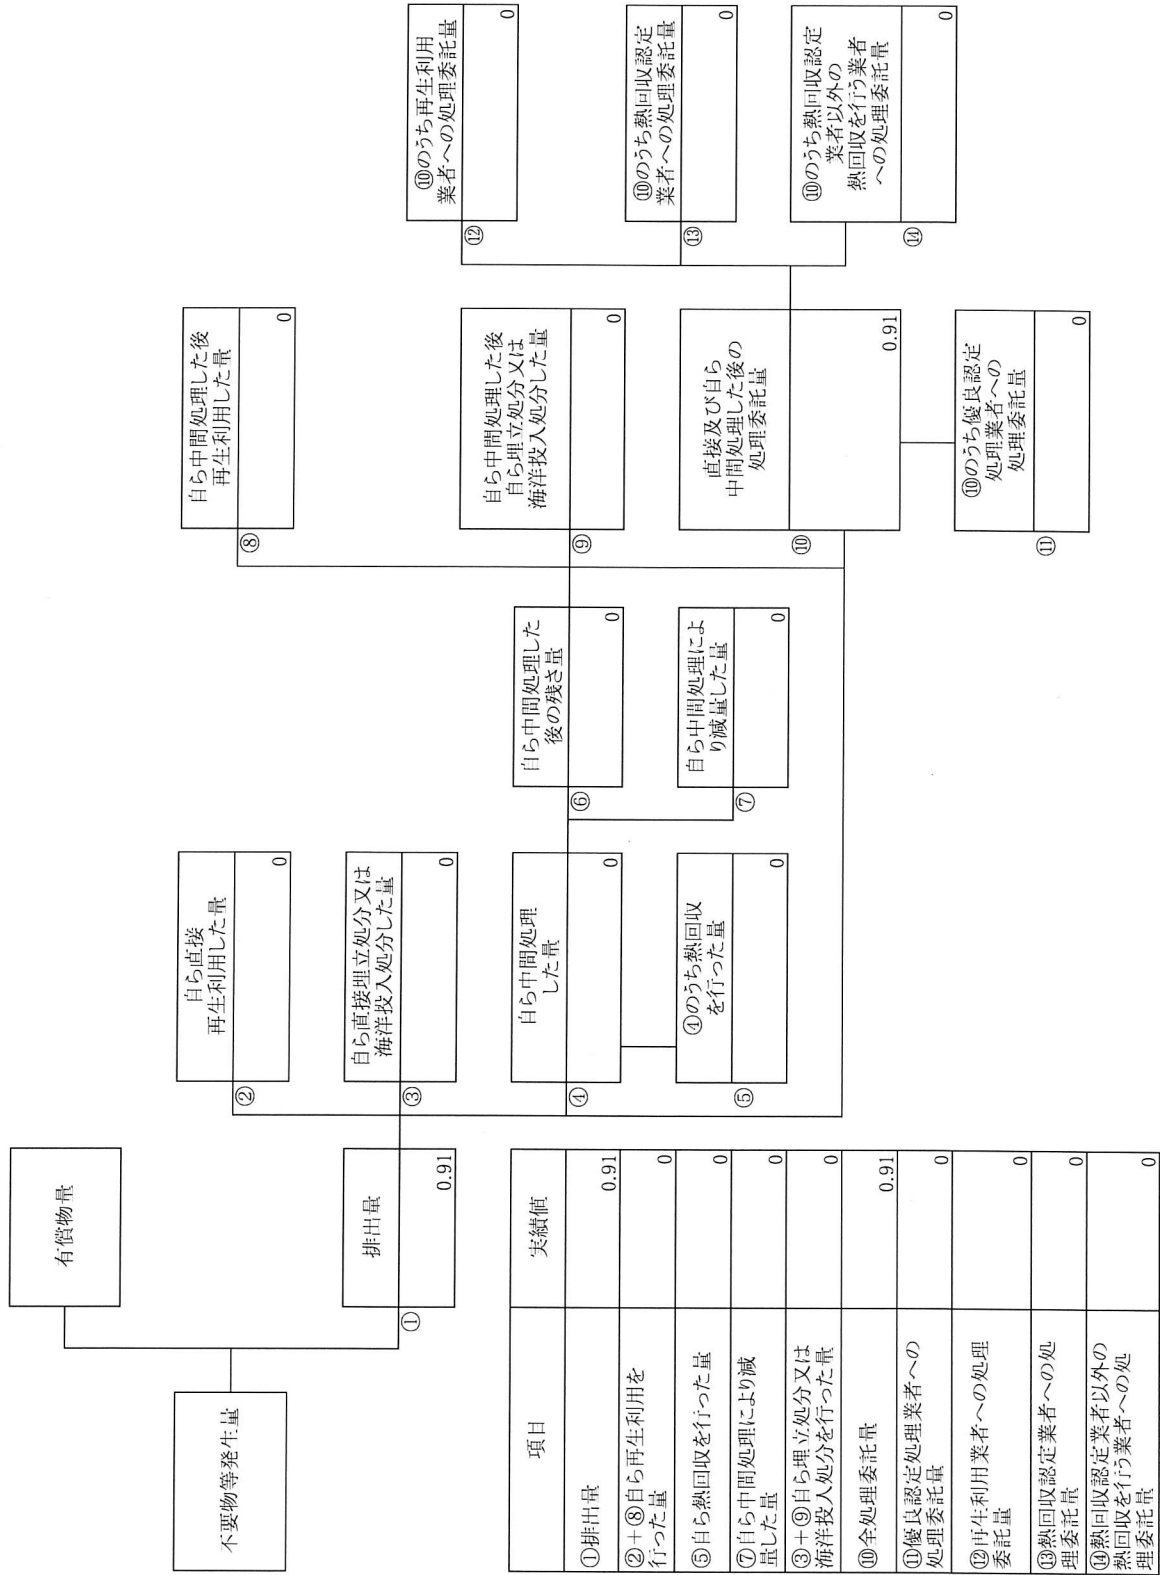 不要物等発生量
有償物量
①
排出量
0.91
②
自ら直接
再生利用した量
0
③
自ら直接埋立処分又は
海洋投入処分した量
0
④
自ら中間処理
した量
0
⑤
④のうち熱回収
を行った量
0
⑥
自ら中間処理した
後の残さ量
0
⑦
自ら中間処理によ
り減量した量
0
⑧
自ら中間処理した後
再生利用した量
0
⑨
自ら中間処理した後
自ら埋立処分又は
海洋投入処分した量
0
⑩
直接及び自ら
中間処理した後の
処理委託量
0.91
⑪
⑩のうち優良認定
処理業者への
処理委託量
0
⑫
⑩のうち再生利用
業者への処理委託量
0
⑬
⑩のうち熱回収認定
業者への処理委託量
0
⑭
⑩のうち熱回収認定
業者以外の
熱回収を行う業者
への処理委託量
0
項目 実績値
①排出量 0.91
②+⑧自ら再生利用を
行った量 0
⑤自ら熱回収を行った量 0
⑦自ら中間処理により減
量した量 0
③+⑨自ら埋立処分又は
海洋投入処分を行った量 0
⑩全処理委託量 0.91
⑪優良認定処理業者への
処理委託量 0
⑫再生利用業者への処理
委託量 0
⑬熱回収認定業者への処
理委託量 0
⑭熱回収認定業者以外の
熱回収を行う業者への処
理委託量 0